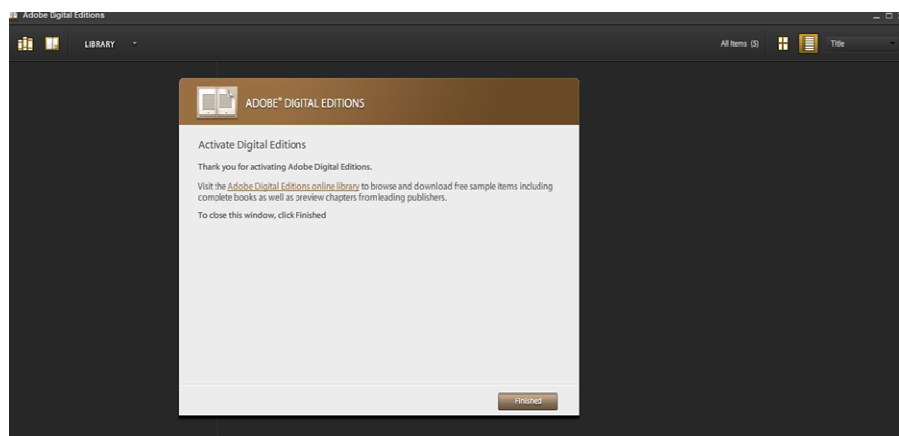 Adobe Digital Editions
LIBRARY
All Items (3)
Title
ADOBE® DIGITAL EDITIONS
Activate Digital Editions
Thank you for activating Adobe Digital Editions.
Visit the Adobe Digital Editions online library to browse and download free sample items including
complete books as well as preview chapters from leading publishers.
To close this window, click Finished
Finished